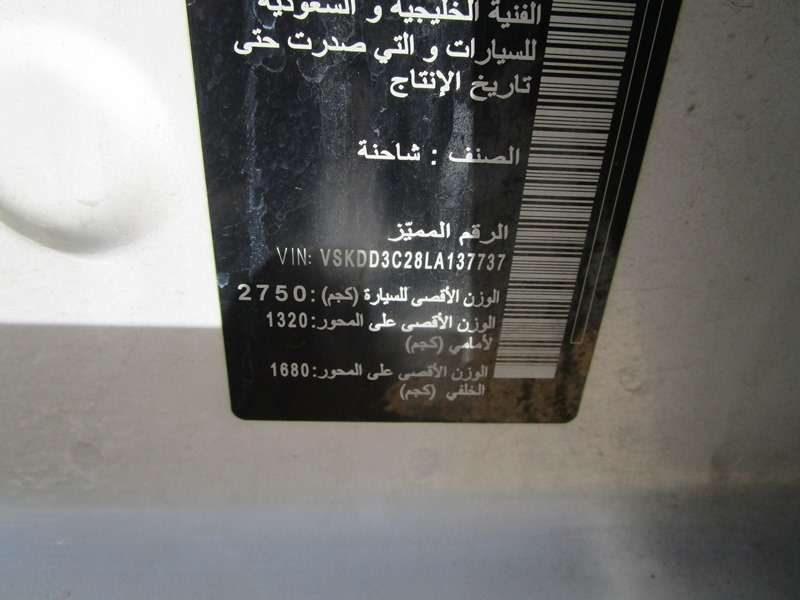 الفنية الخليجية و السعودية
للسيارات و التي صدرت حتى
تاريخ الإنتاج
الصنف : شاحنة
الرقم المميّز
VIN: VSKDD3C28LA137737
الوزن الأقصى للسيارة (كجم):2750
الوزن الأقصى على المحور:1320
لأمامي (كجم)
الوزن الأقصى على المحور:1680
الخلفي (كجم)